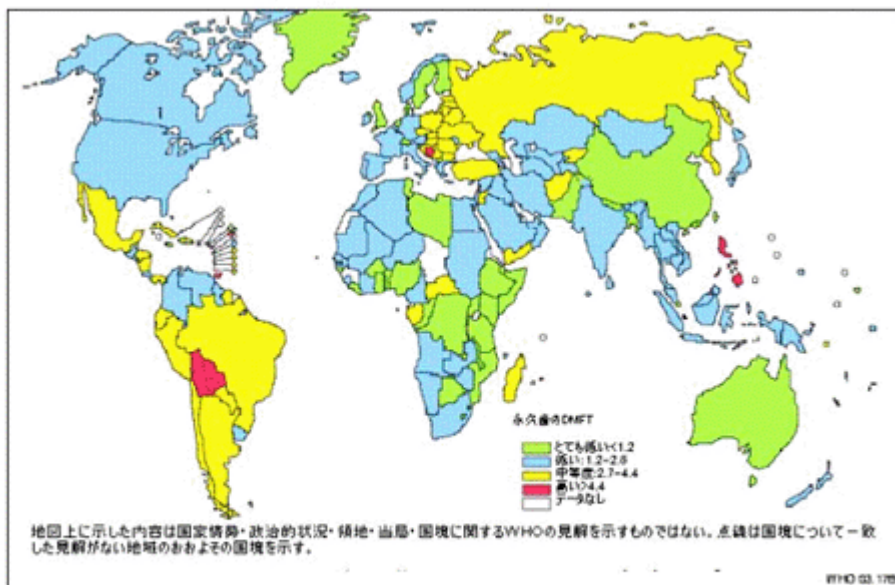 永久歯のDMFT
とても低い<1.2
低い:1.2-2.6
中等度:2.7-4.4
高い>4.4
データなし
地図上に示した内容は国家情勢・政治的状況・領地・当局・国境に関するWHOの見解を示すものではない。点線は国境について一致
した見解がない地域のおおよその国境を示す。
WHO 03. 176